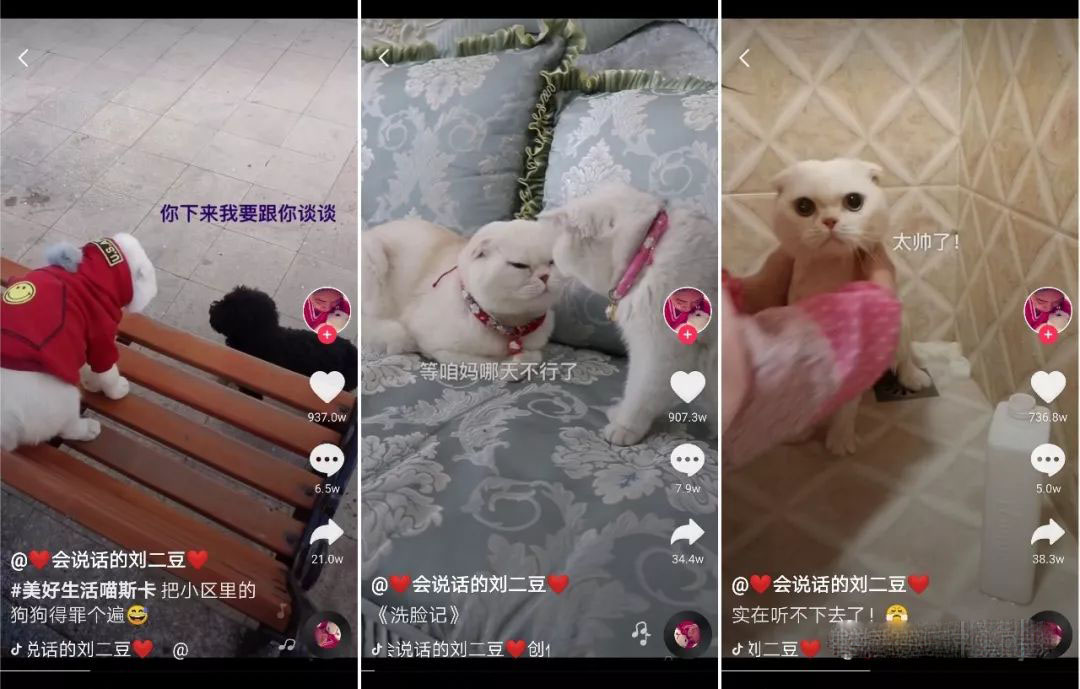 你下来我要跟你谈谈
U.S.A
937.0w
6.5w
21.0w
@❤️会说话的刘二豆❤️
#美好生活喵斯卡 把小区里的
狗狗得罪个遍😅
说话的刘二豆❤️ @
等咱妈哪天不行了
907.3w
7.9w
34.4w
@❤️会说话的刘二豆❤️
《洗脸记》
会说话的刘二豆❤️创作
太帅了!
736.8w
5.0w
38.3w
@❤️会说话的刘二豆❤️
实在听不下去了!😤
刘二豆❤️